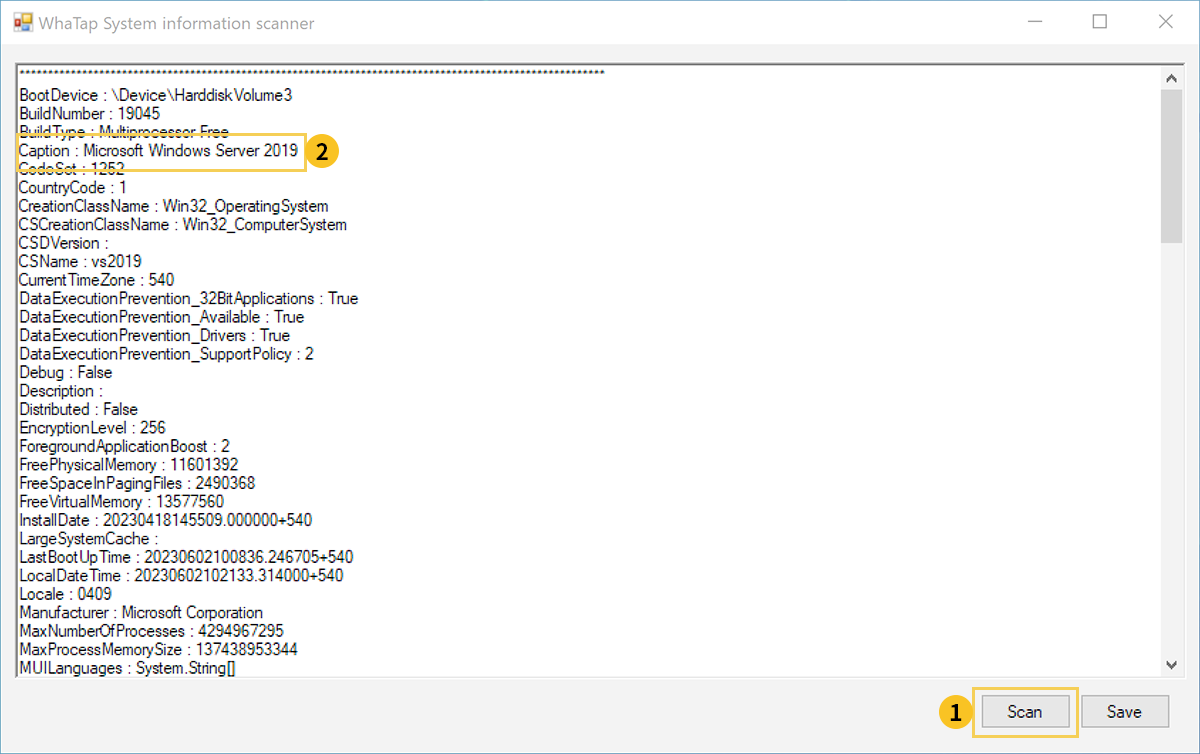 WhaTap System information scanner
****************************************************************************************************
BootDevice : \Device\HarddiskVolume3
BuildNumber : 19045
BuildType : Multiprocessor Free
Caption : Microsoft Windows Server 2019
2
CodeSet : 1252
CountryCode : 1
CreationClassName : Win32_OperatingSystem
CSCreationClassName : Win32_ComputerSystem
CSDVersion :
CSName : vs2019
CurrentTimeZone : 540
DataExecutionPrevention_32BitApplications : True
DataExecutionPrevention_Available : True
DataExecutionPrevention_Drivers : True
DataExecutionPrevention_SupportPolicy : 2
Debug : False
Description :
Distributed : False
EncryptionLevel : 256
ForegroundApplicationBoost : 2
FreePhysicalMemory : 11601392
FreeSpaceInPagingFiles : 2490368
FreeVirtualMemory : 13577560
InstallDate : 20230418145509.000000+540
LargeSystemCache :
LastBootUpTime : 20230602100836.246705+540
LocalDateTime : 20230602102133.314000+540
Locale : 0409
Manufacturer : Microsoft Corporation
MaxNumberOfProcesses : 4294967295
MaxProcessMemorySize : 137438953344
MUILanguages : System.String[]
1
Scan
Save